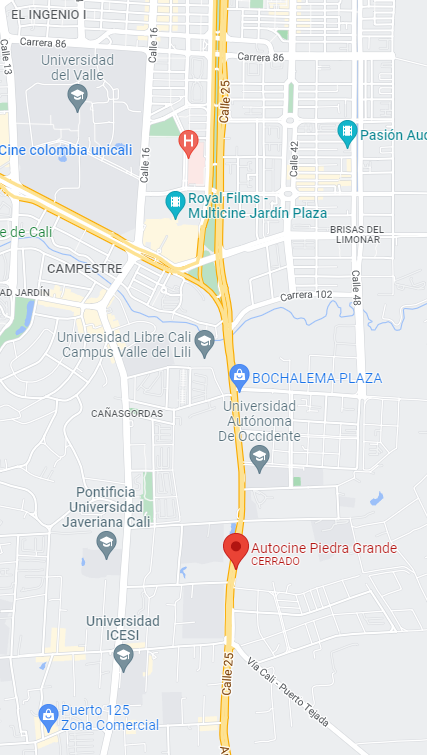 EL INGENIO I
Carrera 86
Calle 16
Calle 13
Universidad
del Valle
Carrera 86
Calle 25
H
Calle 42
Pasión Aud
Cine colombia unicali
Calle 16
Royal Films -
Multicine Jardín Plaza
e de Cali
BRISAS DEL
LIMONAR
CAMPESTRE
Calle 48
AD JARDÍN
Carrera 102
Universidad Libre Cali
Campus Valle del Lili
BOCHALEMA PLAZA
CAÑASGORDAS
Universidad
Autónoma
De Occidente
Pontificia
Universidad
Javeriana Cali
Autocine Piedra Grande
CERRADO
Universidad
ICESI
Calle 25
Vía Cali - Puerto Tejada
Puerto 125
Zona Comercial